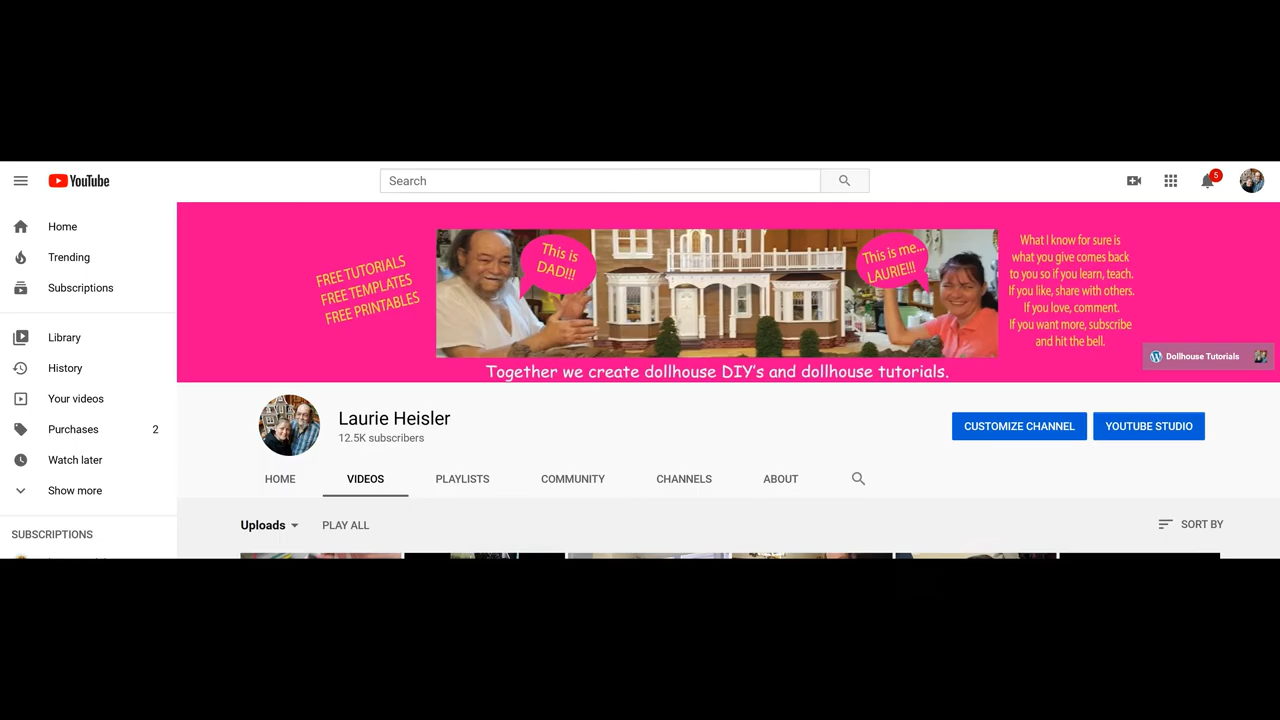 YouTube
Search
5
Home
Trending
Subscriptions
Library
History
Your videos
Purchases 2
Watch later
Show more
SUBSCRIPTIONS
FREE TUTORIALS
FREE TEMPLATES
FREE PRINTABLES
This is
DAD!!!
This is me...
LAURIE!!!
What I know for sure is
what you give comes back
to you so if you learn, teach.
If you like, share with others.
If you love, comment.
If you want more, subscribe
and hit the bell.
Dollhouse Tutorials
Together we create dollhouse DIY's and dollhouse tutorials.
Laurie Heisler
12.5K subscribers
CUSTOMIZE CHANNEL
YOUTUBE STUDIO
HOME VIDEOS PLAYLISTS COMMUNITY CHANNELS ABOUT
Uploads PLAY ALL SORT BY